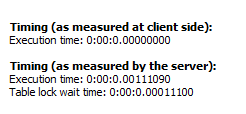 Timing (as measured at client side):
Execution time: 0:00:0.00000000
Timing (as measured by the server):
Execution time: 0:00:0.00111090
Table lock wait time: 0:00:0.00011100